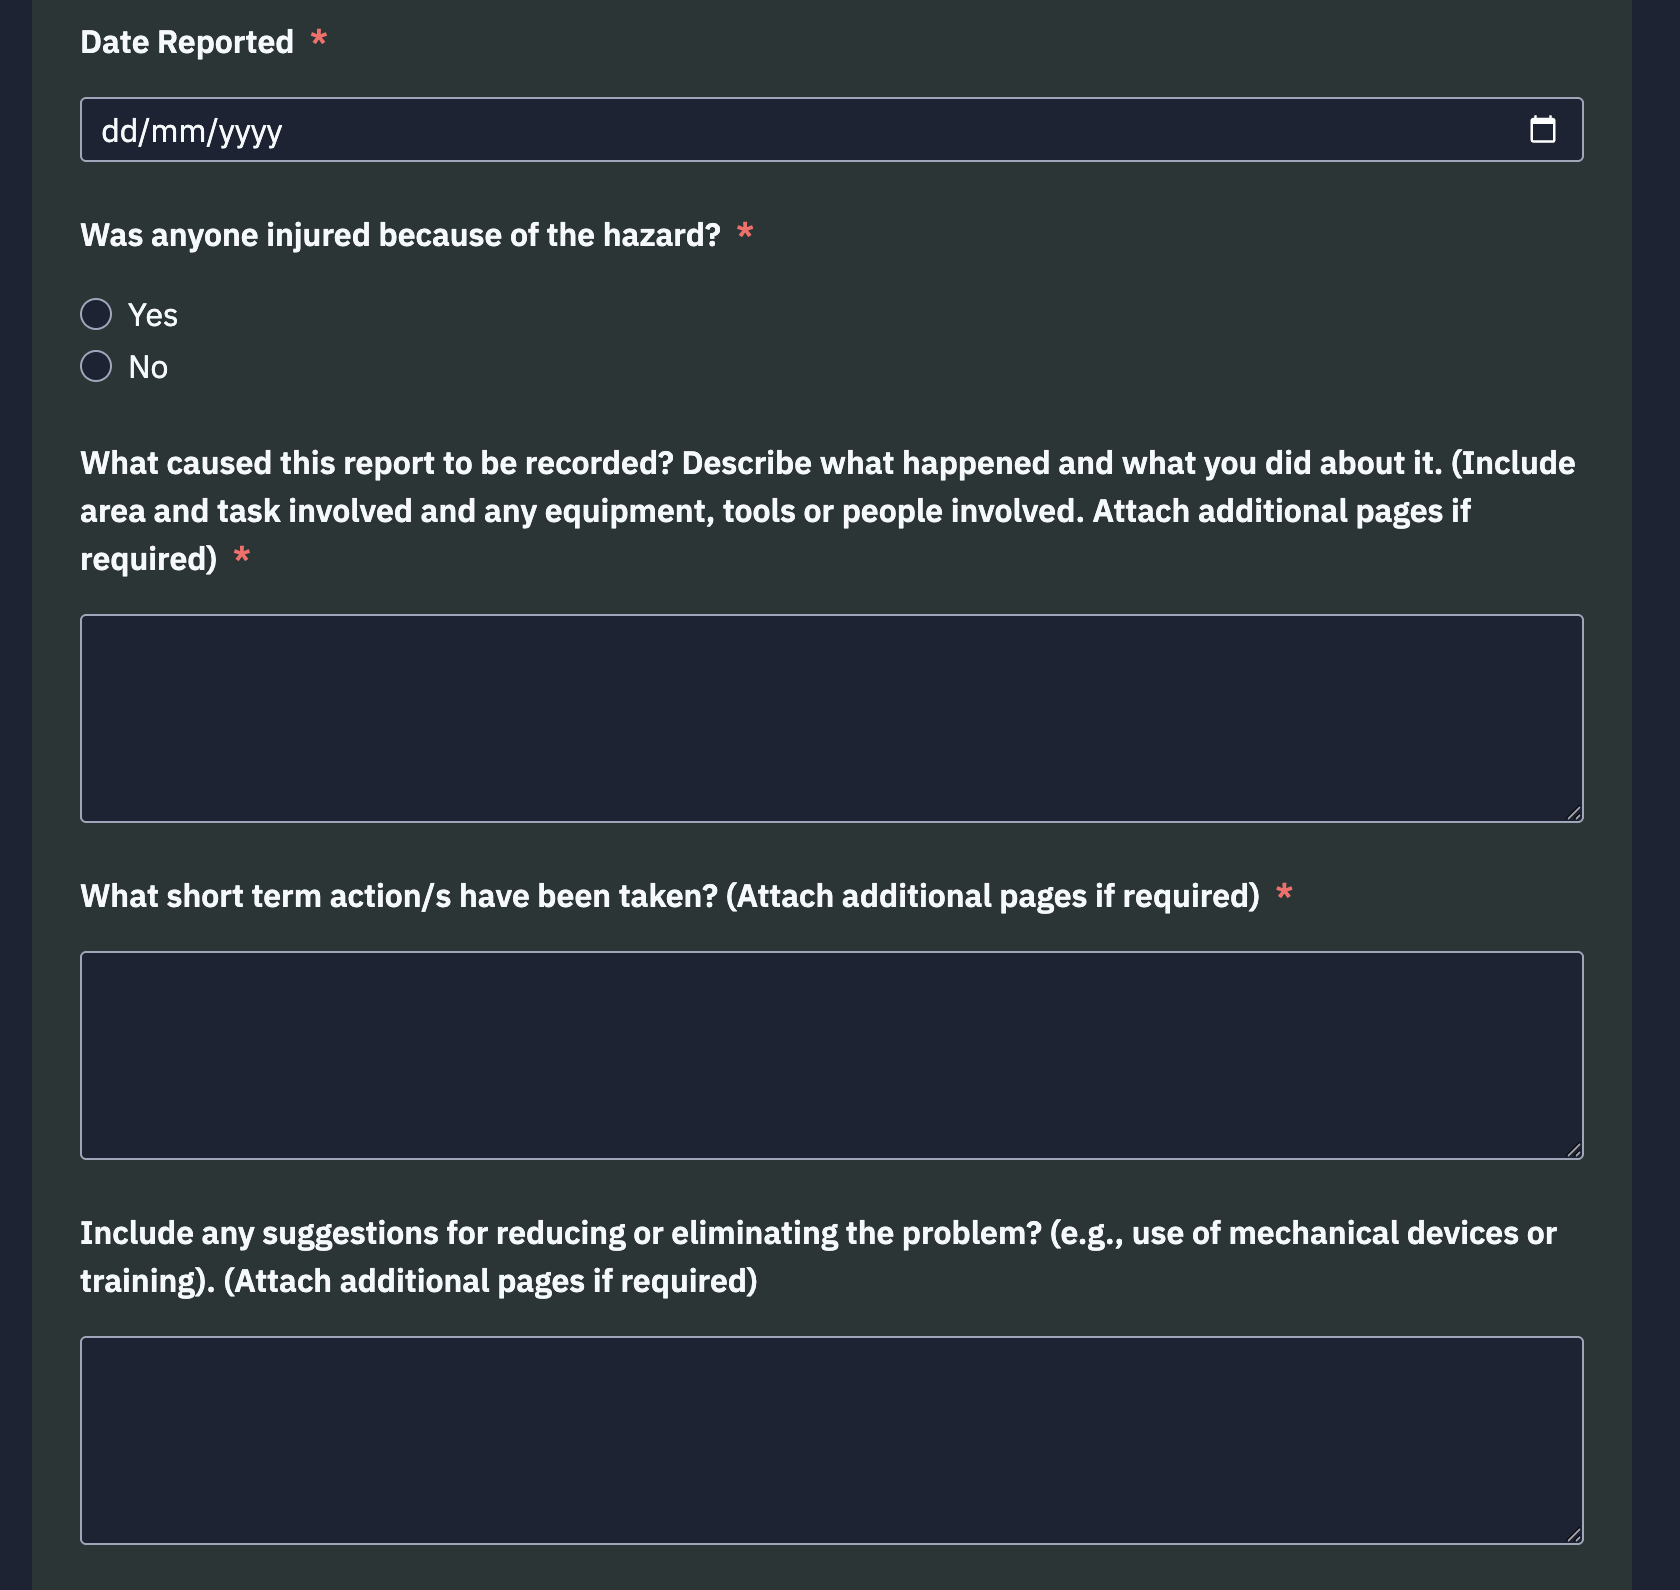 Date Reported *
dd/mm/yyyy
Was anyone injured because of the hazard? *
Yes
No
What caused this report to be recorded? Describe what happened and what you did about it. (Include
area and task involved and any equipment, tools or people involved. Attach additional pages if
required) *
What short term action/s have been taken? (Attach additional pages if required) *
Include any suggestions for reducing or eliminating the problem? (e.g., use of mechanical devices or
training). (Attach additional pages if required)